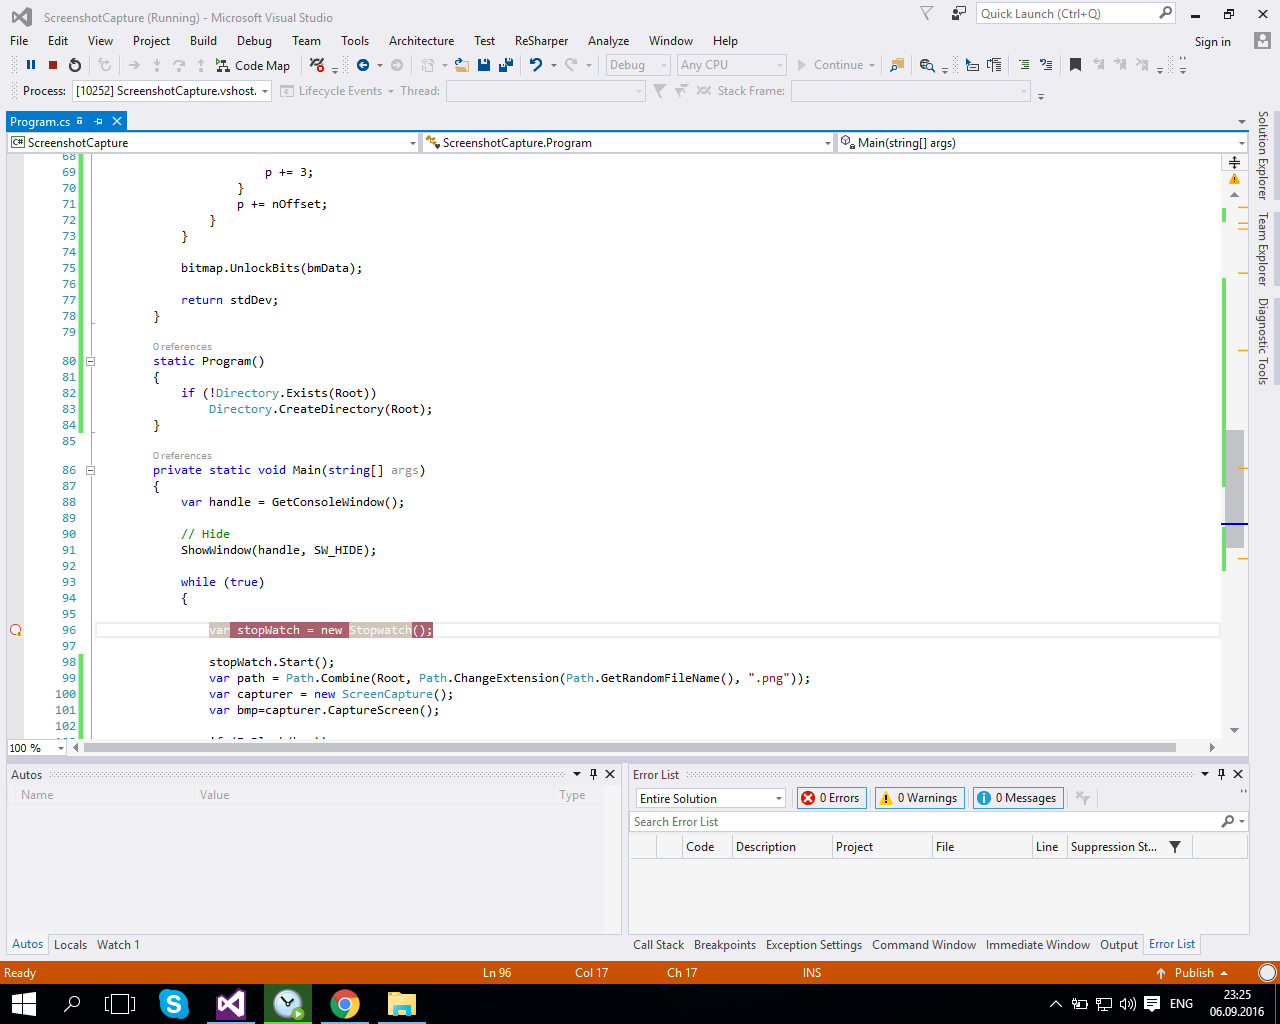 ScreenshotCapture (Running) - Microsoft Visual Studio
Quick Launch (Ctrl+Q)
File Edit View Project Build Debug Team Tools Architecture Test ReSharper Analyze Window Help
Sign in
Code Map Debug Any CPU Continue
Process: [10252] ScreenshotCapture.vshost. Lifecycle Events Thread: Stack Frame:
Program.cs
C# ScreenshotCapture ScreenshotCapture.Program Main(string[] args)
Solution Explorer
Team Explorer
Diagnostic Tools
68
69 p += 3;
70 }
71 p += nOffset;
72 }
73 }
74
75 bitmap.UnlockBits(bmData);
76
77 return stdDev;
78 }
79
0 references
80 static Program()
81 {
82 if (!Directory.Exists(Root))
83 Directory.CreateDirectory(Root);
84 }
85
0 references
86 private static void Main(string[] args)
87 {
88 var handle = GetConsoleWindow();
89
90 // Hide
91 ShowWindow(handle, SW_HIDE);
92
93 while (true)
94 {
95
96 var stopWatch = new Stopwatch();
97
98 stopWatch.Start();
99 var path = Path.Combine(Root, Path.ChangeExtension(Path.GetRandomFileName(), ".png"));
100 var capturer = new ScreenCapture();
101 var bmp=capturer.CaptureScreen();
102
100 %
Autos
Name Value Type
Autos Locals Watch 1
Error List
Entire Solution 0 Errors 0 Warnings 0 Messages
Search Error List
Code Description Project File Line Suppression St...
Call Stack Breakpoints Exception Settings Command Window Immediate Window Output Error List
Ready Ln 96 Col 17 Ch 17 INS Publish
ENG
23:25
06.09.2016